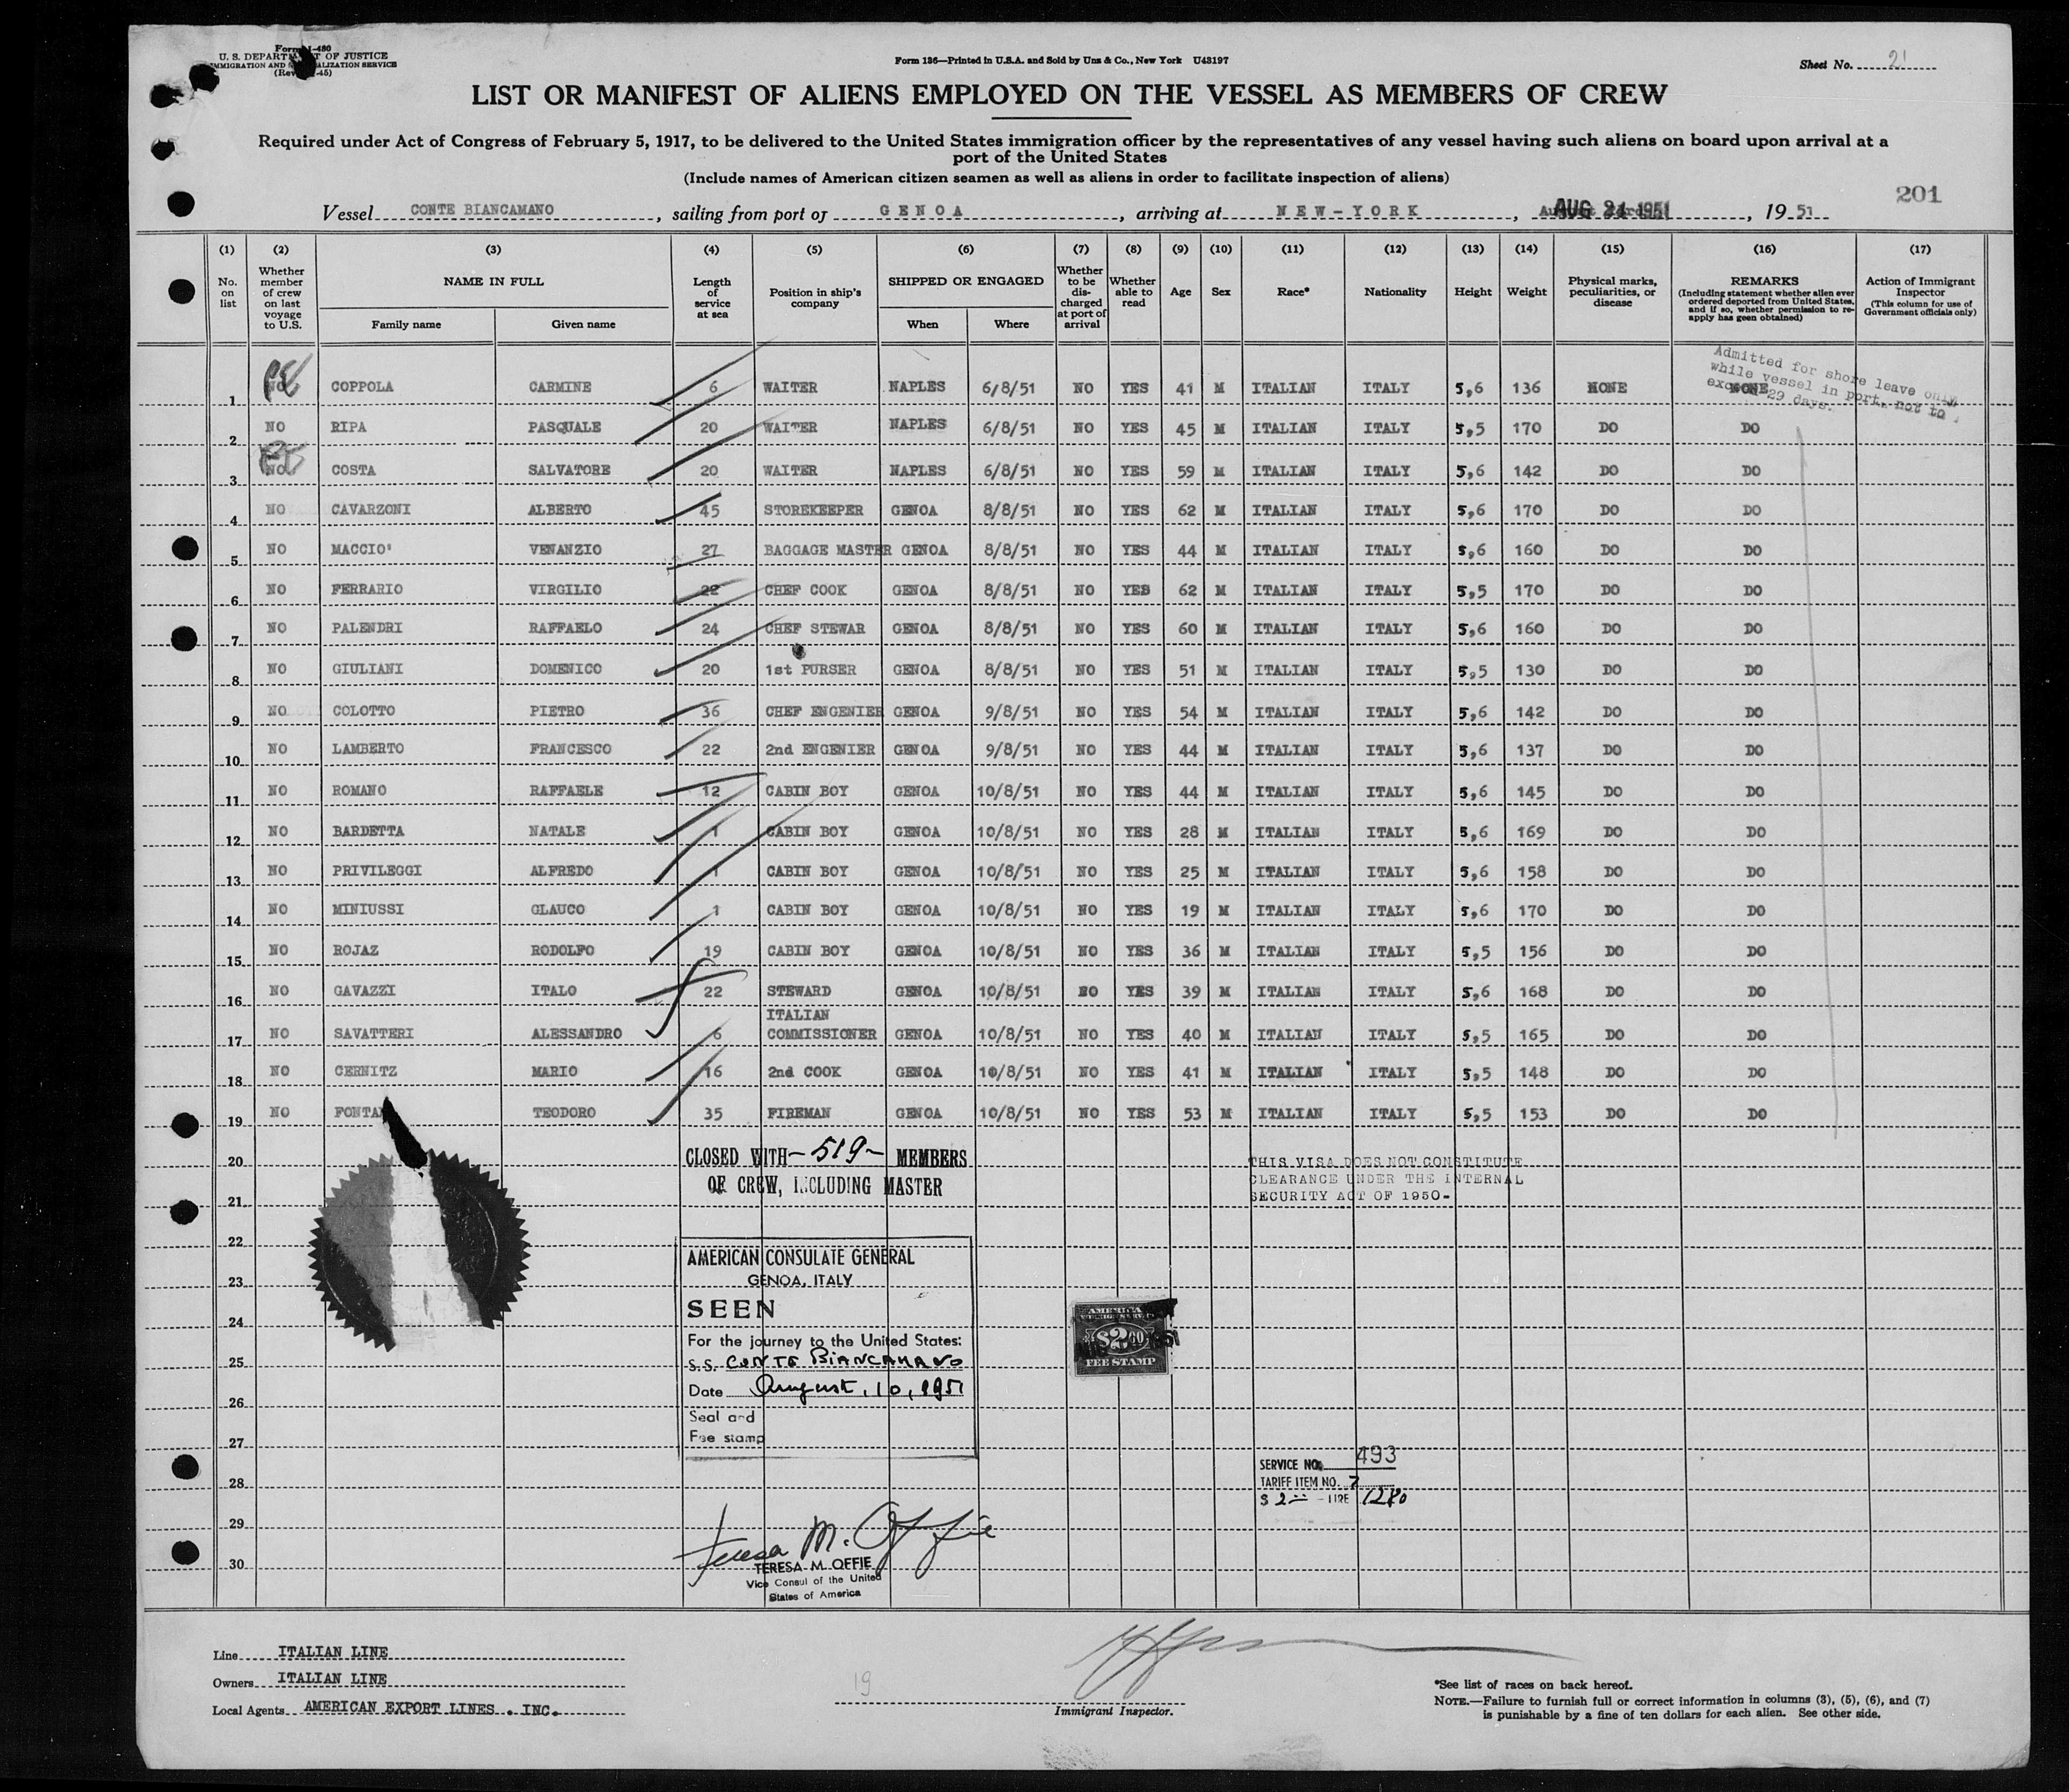 Form I-480
U. S. DEPARTMENT OF JUSTICE
IMMIGRATION AND NATURALIZATION SERVICE
Form 186—Printed in U.S.A. and Sold by Unz & Co., New York U43197
Sheet No. 21
LIST OR MANIFEST OF ALIENS EMPLOYED ON THE VESSEL AS MEMBERS OF CREW
Required under Act of Congress of February 5, 1917, to be delivered to the United States immigration officer by the representatives of any vessel having such aliens on board upon arrival at a
port of the United States
(Include names of American citizen seamen as well as aliens in order to facilitate inspection of aliens)
201
Vessel CONTE BIANCAMANO, sailing from port of GENOA, arriving at NEW-YORK, AUG 24 1951, 1951
(1) (2) (3) (4) (5) (6) (7) (8) (9) (10) (11) (12) (13) (14) (15) (16) (17)
No. on list
Whether member of crew on last voyage to U.S.
NAME IN FULL
Family name Given name
Length of service at sea
Position in ship's company
SHIPPED OR ENGAGED
When Where
Whether to be discharged at port of arrival
Whether able to read
Age
Sex
Race*
Nationality
Height
Weight
Physical marks, peculiarities, or disease
REMARKS
(Including statement whether alien ever ordered deported from United States, and if so, whether permission to re-apply has geen obtained)
Action of Immigrant Inspector
(This column for use of Government officials only)
Admitted for shore leave only
while vessel in port, not to
exceed 29 days.
1 NO COPPOLA CARMINE 6 WAITER NAPLES 6/8/51 NO YES 41 M ITALIAN ITALY 5,6 136 NONE NONE
2 NO RIPA PASQUALE 20 WAITER NAPLES 6/8/51 NO YES 45 M ITALIAN ITALY 5,5 170 DO DO
3 NO COSTA SALVATORE 20 WAITER NAPLES 6/8/51 NO YES 59 M ITALIAN ITALY 5,6 142 DO DO
4 NO CAVARZONI ALBERTO 45 STOREKEEPER GENOA 8/8/51 NO YES 62 M ITALIAN ITALY 5,6 170 DO DO
5 NO MACCIO' VENANZIO 27 BAGGAGE MASTER GENOA 8/8/51 NO YES 44 M ITALIAN ITALY 5,6 160 DO DO
6 NO FERRARIO VIRGILIO 22 CHEF COOK GENOA 8/8/51 NO YES 62 M ITALIAN ITALY 5,5 170 DO DO
7 NO PALENDRI RAFFAELO 24 CHEF STEWAR GENOA 8/8/51 NO YES 60 M ITALIAN ITALY 5,6 160 DO DO
8 NO GIULIANI DOMENICO 20 1st PURSER GENOA 8/8/51 NO YES 51 M ITALIAN ITALY 5,5 130 DO DO
9 NO COLOTTO PIETRO 36 CHEF ENGENIER GENOA 9/8/51 NO YES 54 M ITALIAN ITALY 5,6 142 DO DO
10 NO LAMBERTO FRANCESCO 22 2nd ENGENIER GENOA 9/8/51 NO YES 44 M ITALIAN ITALY 5,6 137 DO DO
11 NO ROMANO RAFFAELE 12 CABIN BOY GENOA 10/8/51 NO YES 44 M ITALIAN ITALY 5,6 145 DO DO
12 NO BARDETTA NATALE 1 CABIN BOY GENOA 10/8/51 NO YES 28 M ITALIAN ITALY 5,6 169 DO DO
13 NO PRIVILEGGI ALFREDO 1 CABIN BOY GENOA 10/8/51 NO YES 25 M ITALIAN ITALY 5,6 158 DO DO
14 NO MINIUSSI GLAUCO 1 CABIN BOY GENOA 10/8/51 NO YES 19 M ITALIAN ITALY 5,6 170 DO DO
15 NO ROJAZ RODOLFO 19 CABIN BOY GENOA 10/8/51 NO YES 36 M ITALIAN ITALY 5,5 156 DO DO
16 NO GAVAZZI ITALO 22 STEWARD GENOA 10/8/51 NO YES 39 M ITALIAN ITALY 5,6 168 DO DO
17 NO SAVATTERI ALESSANDRO 6 ITALIAN COMMISSIONER GENOA 10/8/51 NO YES 40 M ITALIAN ITALY 5,5 165 DO DO
18 NO CERNITZ MARIO 16 2nd COOK GENOA 10/8/51 NO YES 41 M ITALIAN ITALY 5,5 148 DO DO
19 NO FONTA TEODORO 35 FIREMAN GENOA 10/8/51 NO YES 53 M ITALIAN ITALY 5,5 153 DO DO
20
21
22
23
24
25
26
27
28
29
30
CLOSED WITH -519- MEMBERS
OF CREW, INCLUDING MASTER
THIS VISA DOES NOT CONSTITUTE
CLEARANCE UNDER THE INTERNAL
SECURITY ACT OF 1950-
AMERICAN CONSULATE GENERAL
GENOA, ITALY
SEEN
For the journey to the United States:
S.S. CONTE BIANCAMANO
Date August, 10, 1951
Seal and
Fee stamp
AMERICAN
$2.00
FEE STAMP
SERVICE NO. 493
TARIFF ITEM NO. 7
$ 2 = LIRE 1280
Teresa M. Offie
TERESA M. OFFIE
Vice Consul of the United
States of America
Line ITALIAN LINE
Owners ITALIAN LINE
Local Agents AMERICAN EXPORT LINES. INC.
19
Immigrant Inspector.
*See list of races on back hereof.
NOTE.—Failure to furnish full or correct information in columns (3), (5), (6), and (7)
is punishable by a fine of ten dollars for each alien. See other side.